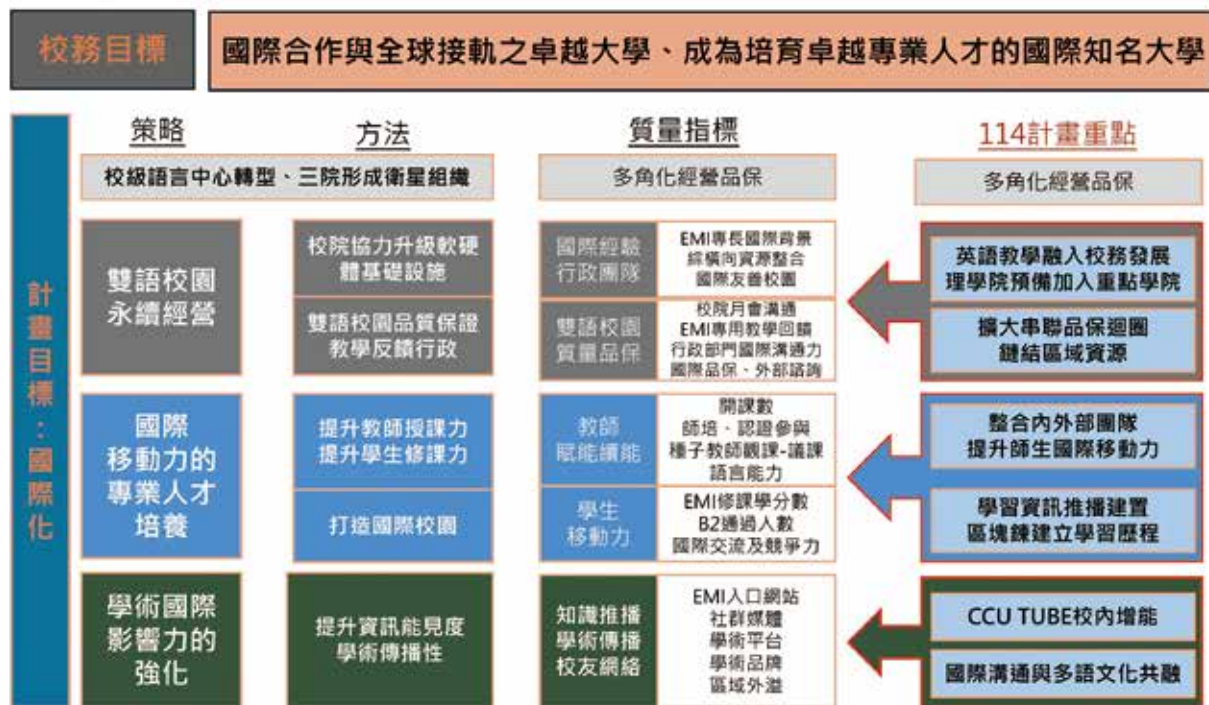 校務目標
國際合作與全球接軌之卓越大學、成為培育卓越專業人才的國際知名大學
計畫目標：國際化
策略
方法
質量指標
114計畫重點
校級語言中心轉型、三院形成衛星組織
多角化經營品保
多角化經營品保
雙語校園
永續經營
校院協力升級軟硬
體基礎設施
雙語校園品質保證
教學反饋行政
國際經驗
行政團隊
EMI專長國際背景
綜橫向資源整合
國際友善校園
雙語校園
質量品保
校院月會溝通
EMI專用教學回饋
行政部門國際溝通力
國際品保、外部諮詢
英語教學融入校務發展
理學院預備加入重點學院
擴大串聯品保迴圈
鏈結區域資源
國際
移動力的
專業人才
培養
提升教師授課力
提升學生修課力
打造國際校園
教師
賦能續能
開課數
師培、認證參與
種子教師觀課-議課
語言能力
學生
移動力
EMI修課學分數
B2通過人數
國際交流及競爭力
整合內外部團隊
提升師生國際移動力
學習資訊推播建置
區塊鍊建立學習歷程
學術國際
影響力的
強化
提升資訊能見度
學術傳播性
知識推播
學術傳播
校友網絡
EMI入口網站
社群媒體
學術平台
學術品牌
區域外溢
CCU TUBE校內增能
國際溝通與多語文化共融